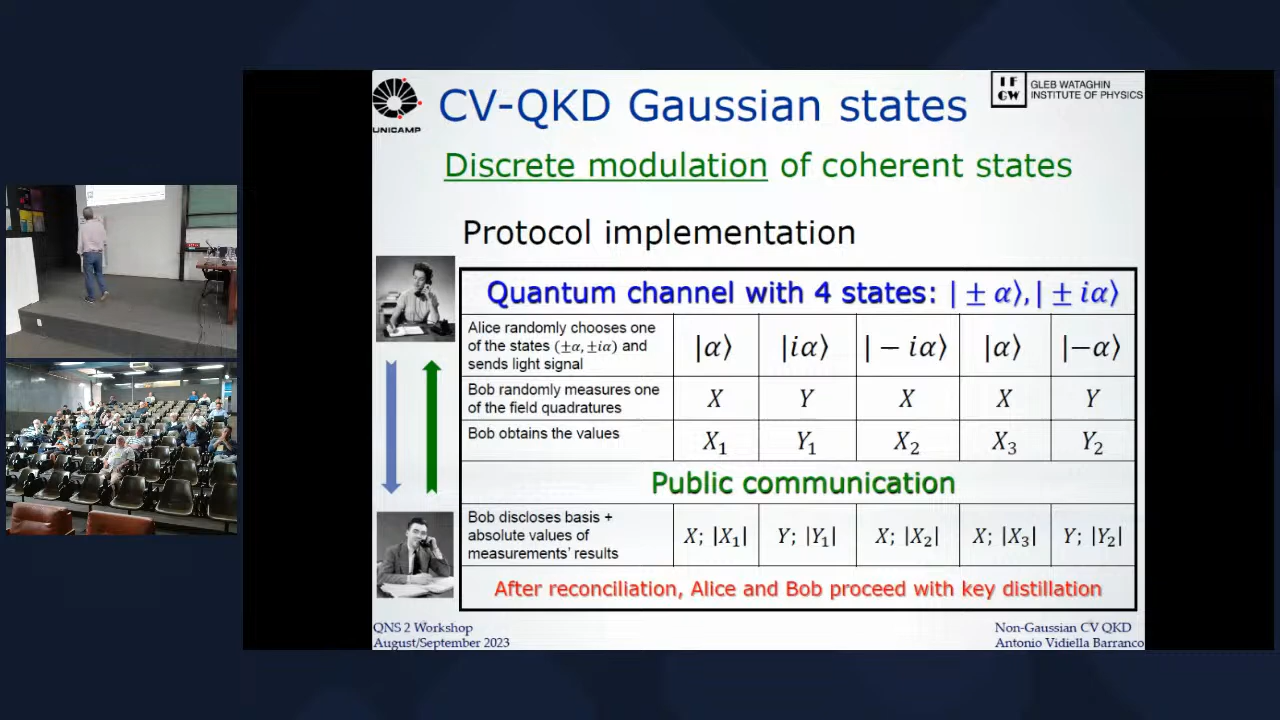 UNICAMP
CV-QKD Gaussian states
I F
G W
GLEB WATAGHIN
INSTITUTE OF PHYSICS
Discrete modulation of coherent states
Protocol implementation
Quantum channel with 4 states: |± α⟩,|± iα⟩
Alice randomly chooses one
of the states (±α,±iα) and
sends light signal
|α⟩ |iα⟩ |− iα⟩ |α⟩ |−α⟩
Bob randomly measures one
of the field quadratures
X Y X X Y
Bob obtains the values
X₁ Y₁ X₂ X₃ Y₂
Public communication
Bob discloses basis +
absolute values of
measurements' results
X; |X₁| Y; |Y₁| X; |X₂| X; |X₃| Y; |Y₂|
After reconciliation, Alice and Bob proceed with key distillation
QNS 2 Workshop
August/September 2023
Non-Gaussian CV QKD
Antonio Vidiella Barranco